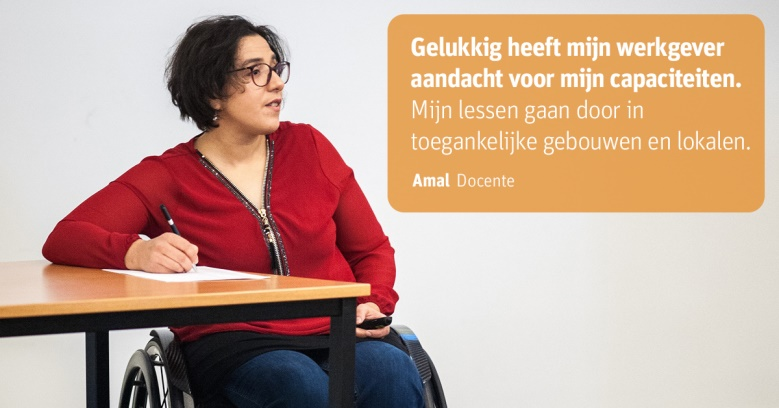 Gelukkig heeft mijn werkgever
aandacht voor mijn capaciteiten.
Mijn lessen gaan door in
toegankelijke gebouwen en lokalen.
Amal Docente